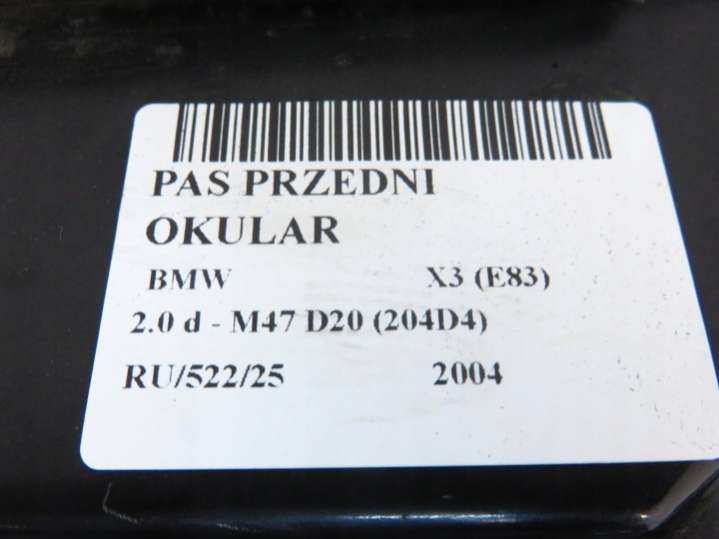 PAS PRZEDNI
OKULAR
BMW X3 (E83)
2.0 d - M47 D20 (204D4)
RU/522/25 2004